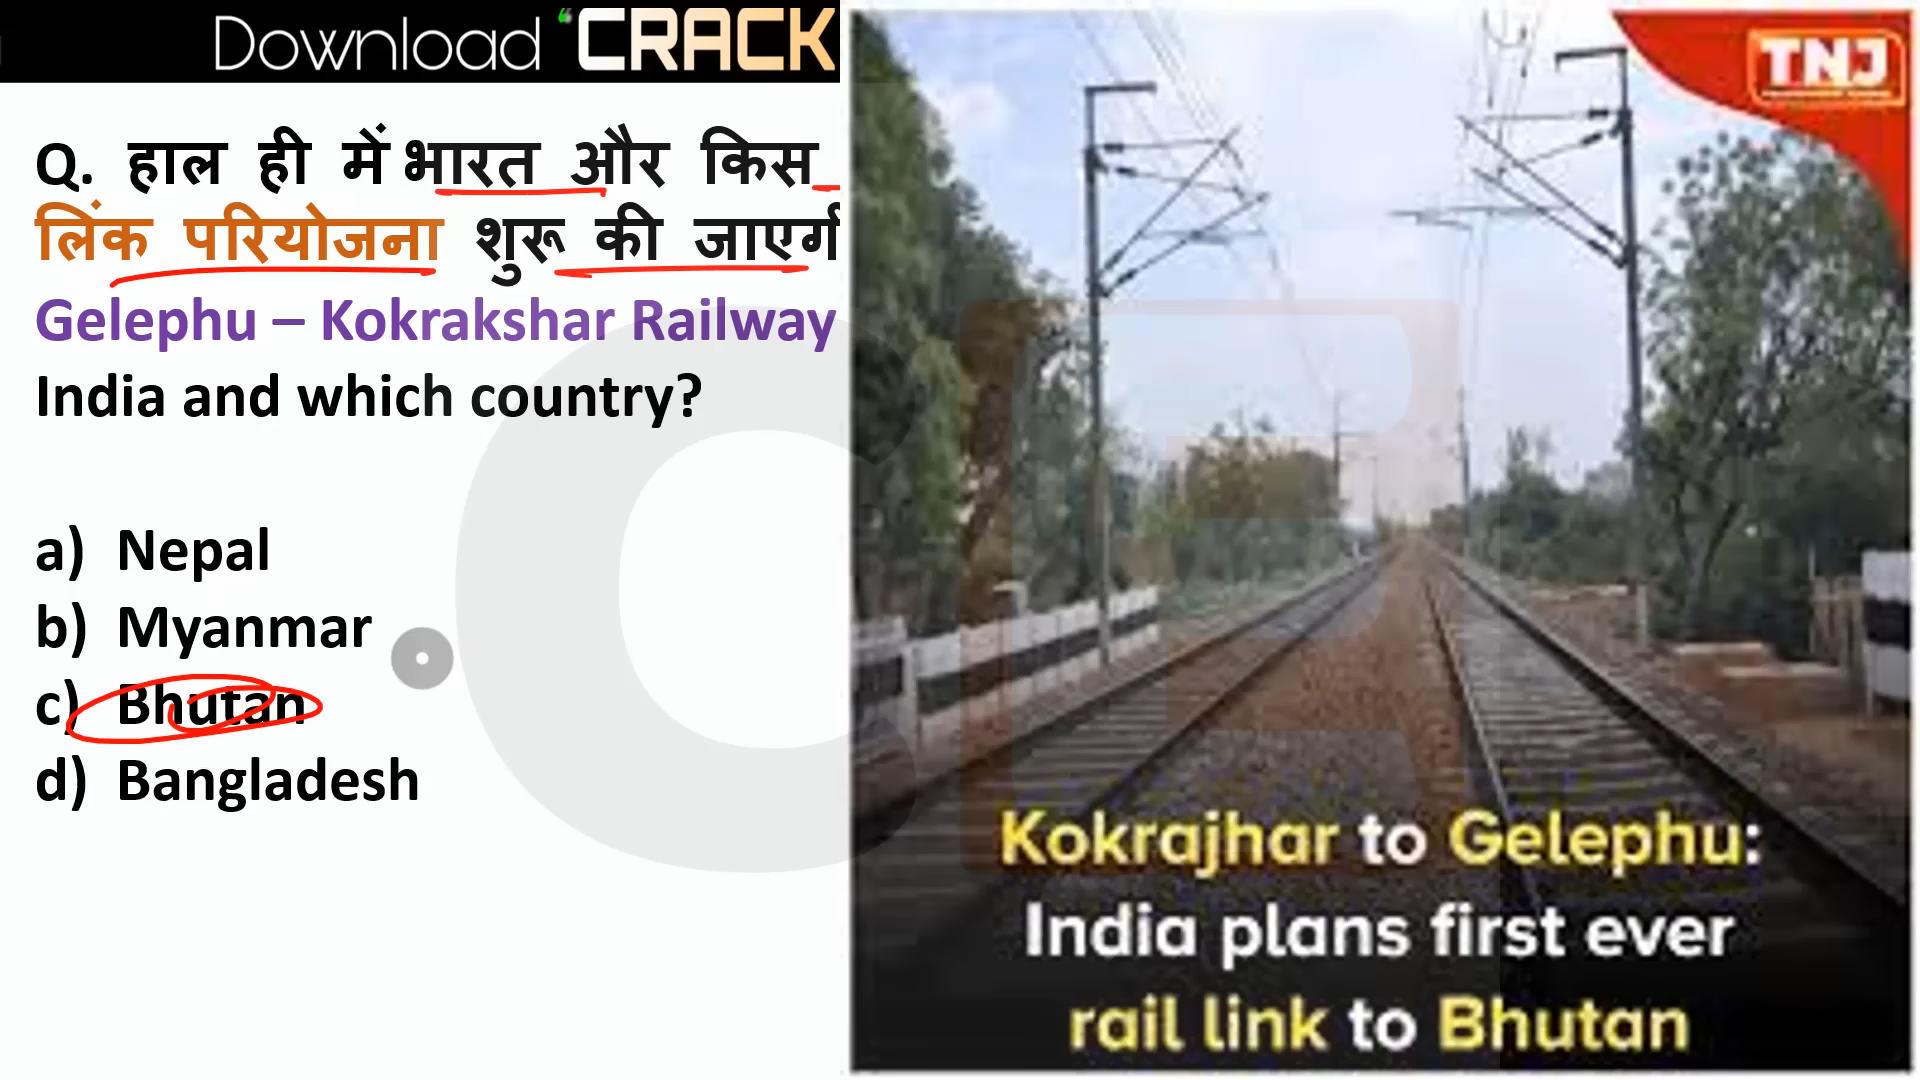 Download CRACK
Q. हाल ही में भारत और किस
लिंक परियोजना शुरू की जाएगी
Gelephu – Kokrakshar Railway
India and which country?
a) Nepal
b) Myanmar
c) Bhutan
d) Bangladesh
TNJ
Kokrajhar to Gelephu:
India plans first ever
rail link to Bhutan